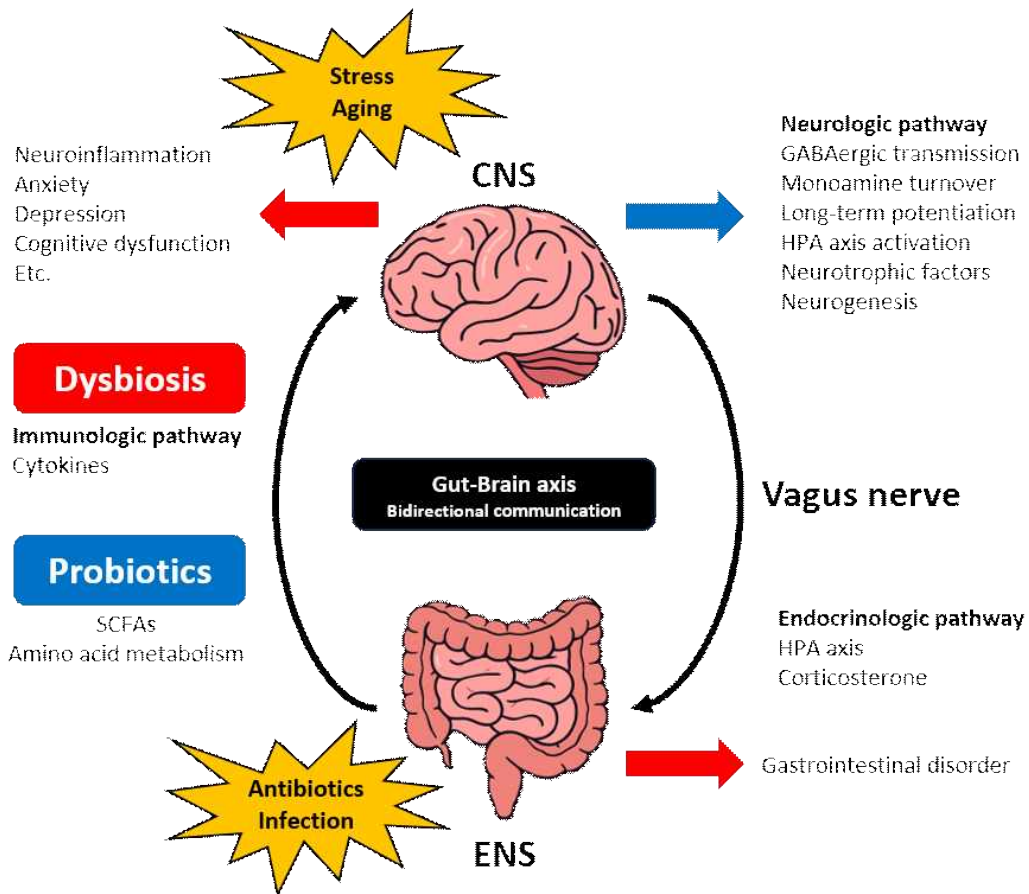 Stress
Aging
CNS
Neuroinflammation
Anxiety
Depression
Cognitive dysfunction
Etc.
Neurologic pathway
GABAergic transmission
Monoamine turnover
Long-term potentiation
HPA axis activation
Neurotrophic factors
Neurogenesis
Dysbiosis
Immunologic pathway
Cytokines
Gut-Brain axis
Bidirectional communication
Vagus nerve
Probiotics
SCFAs
Amino acid metabolism
Endocrinologic pathway
HPA axis
Corticosterone
Gastrointestinal disorder
Antibiotics
Infection
ENS